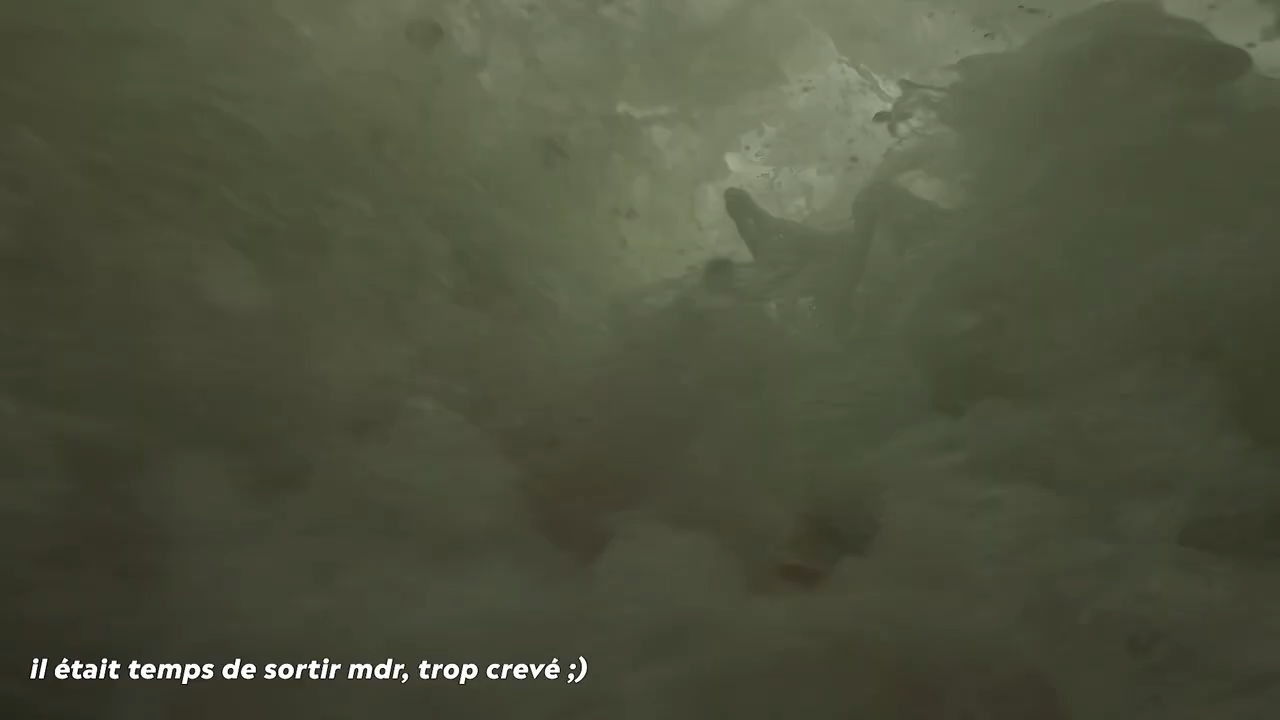 il était temps de sortir mdr, trop crevé ;)